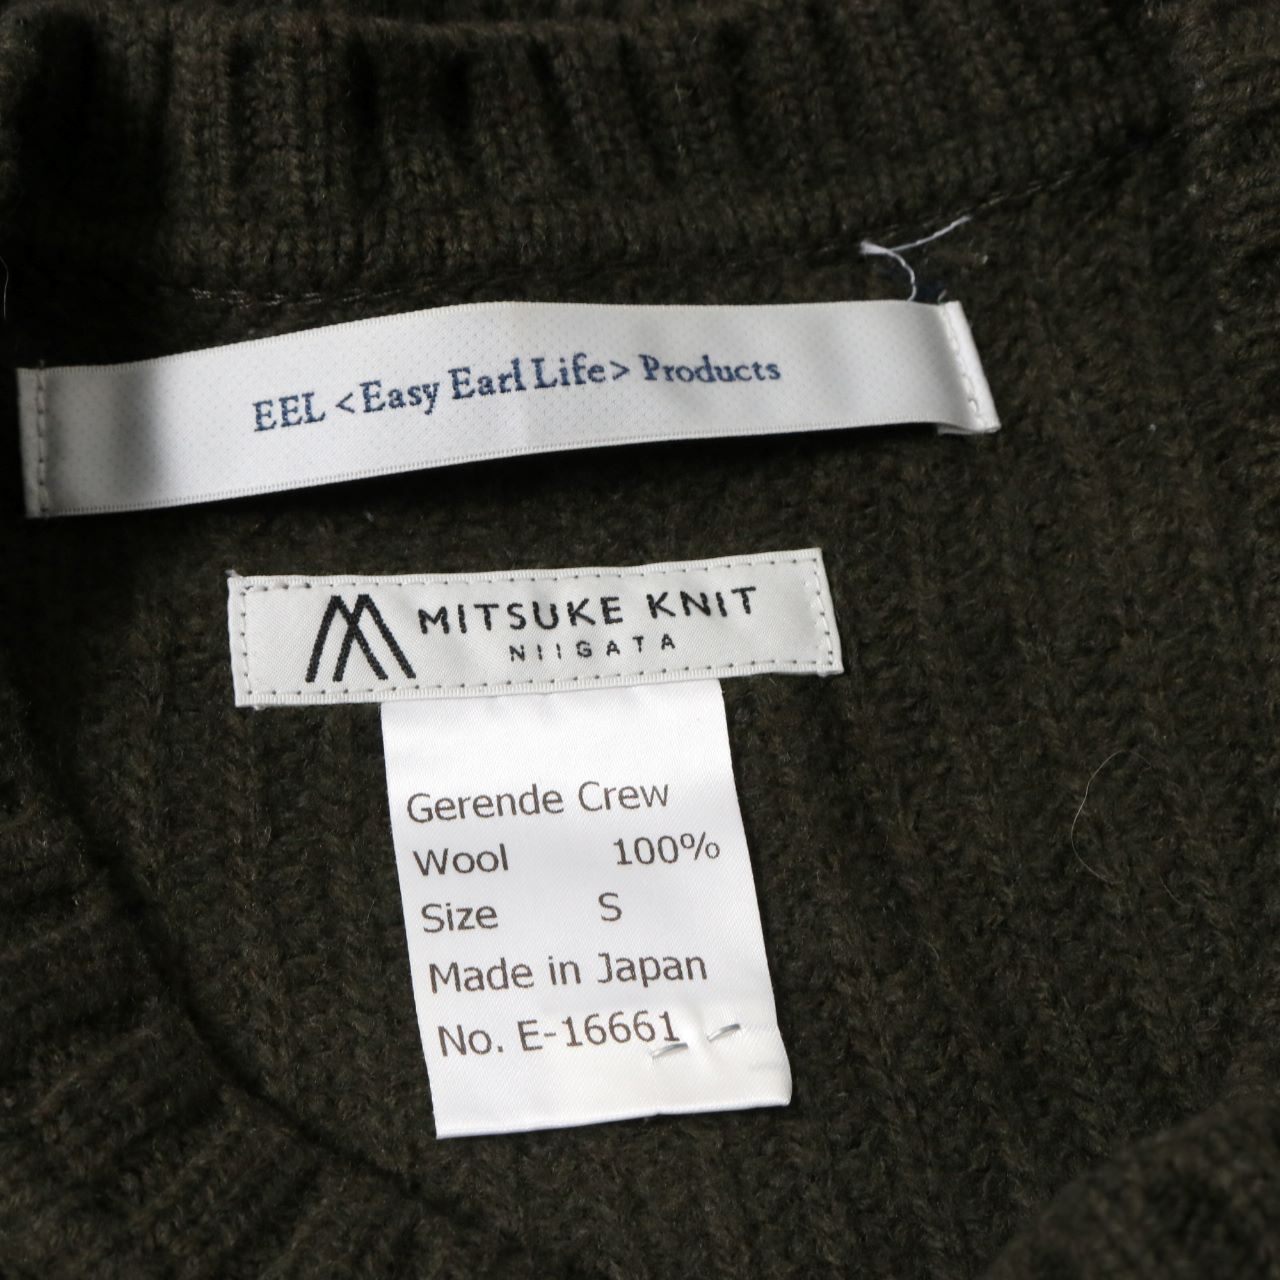 EEL <Easy Earl Life> Products
MITSUKE KNIT
NIIGATA
Gerende Crew
Wool 100%
Size S
Made in Japan
No. E-16661